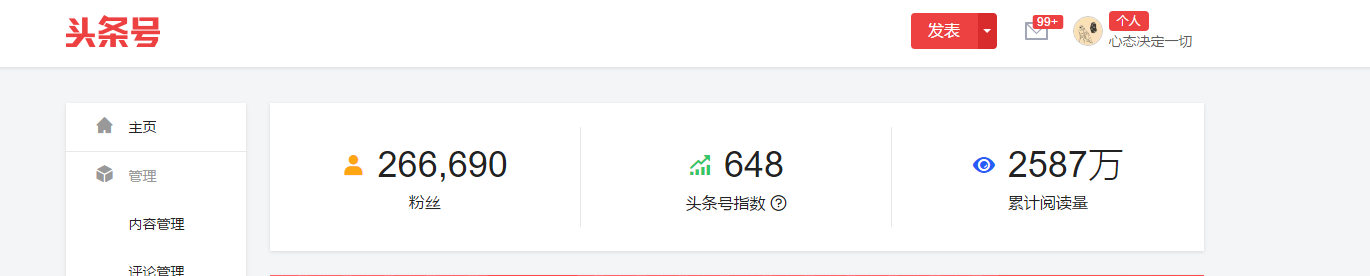 头条号
发表
99+
个人
心态决定一切
主页
管理
内容管理
评论管理
266,690
粉丝
648
头条号指数 ?
2587万
累计阅读量